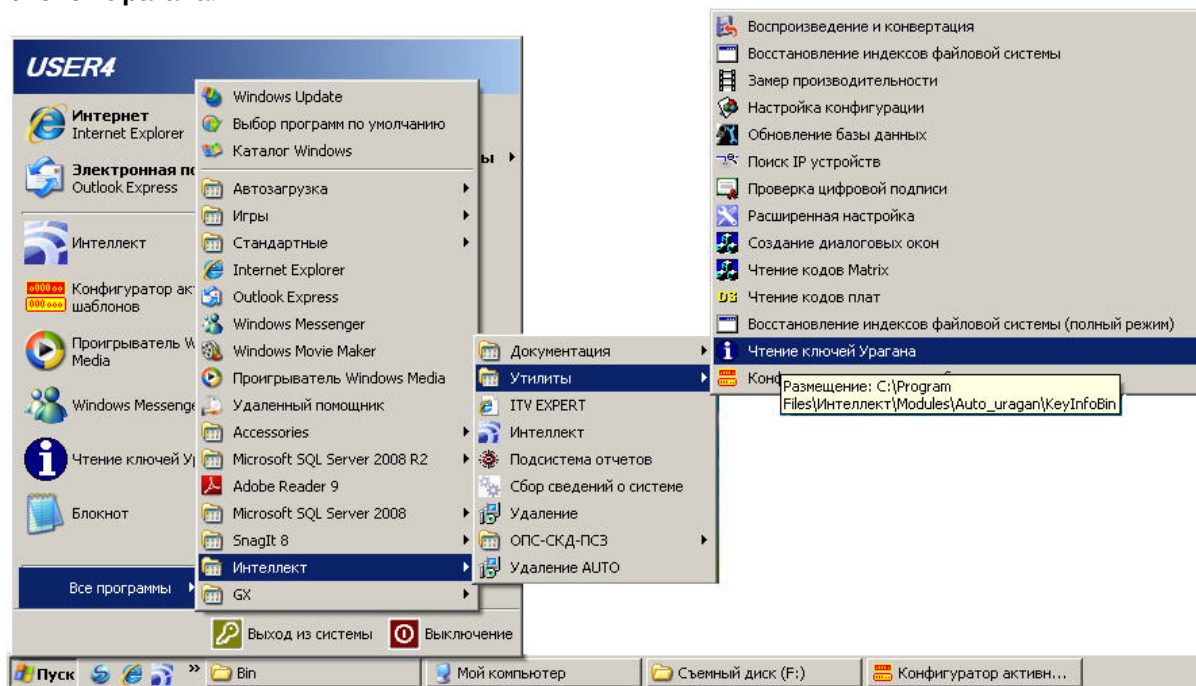 USER4
Интернет
Internet Explorer
Электронная по
Outlook Express
Интеллект
Конфигуратор ак
шаблонов
Проигрыватель W
Media
Windows Messenge
Чтение ключей У
Блокнот
Все программы
Выход из системы
Выключение
ы
Windows Update
Выбор программ по умолчанию
Каталог Windows
Автозагрузка
Игры
Стандартные
Internet Explorer
Outlook Express
Windows Messenger
Windows Movie Maker
Проигрыватель Windows Media
Удаленный помощник
Accessories
Microsoft SQL Server 2008 R2
Adobe Reader 9
Microsoft SQL Server 2008
SnagIt 8
Интеллект
GX
Документация
Утилиты
ITV EXPERT
Интеллект
Подсистема отчетов
Сбор сведений о системе
Удаление
ОПС-СКД-ПСЗ
Удаление AUTO
Воспроизведение и конвертация
Восстановление индексов файловой системы
Замер производительности
Настройка конфигурации
Обновление базы данных
Поиск IP устройств
Проверка цифровой подписи
Расширенная настройка
Создание диалоговых окон
Чтение кодов Matrix
Чтение кодов плат
Восстановление индексов файловой системы (полный режим)
Чтение ключей Урагана
Кон
Размещение: C:\Program
Files\Интеллект\Modules\Auto_uragan\KeyInfoBin
Пуск
»
Bin
Мой компьютер
Съемный диск (F:)
Конфигуратор активн...